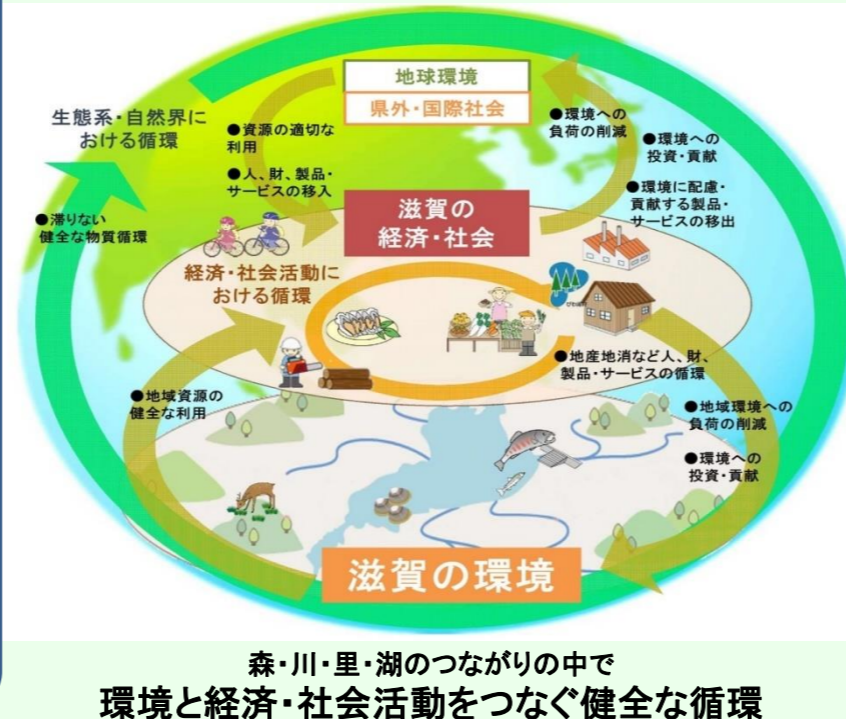 地球環境
県外・国際社会
生態系・自然界に
おける循環
●資源の適切な
利用
●人、財、製品・
サービスの移入
●環境への
負荷の削減
●環境への
投資・貢献
●環境に配慮・
貢献する製品・
サービスの移出
●滞りない
健全な物質循環
滋賀の
経済・社会
経済・社会活動に
おける循環
●地産地消など人、財、
製品・サービスの循環
●地域資源の
健全な利用
●地域環境への
負荷の削減
●環境への
投資・貢献
滋賀の環境
森・川・里・湖のつながりの中で
環境と経済・社会活動をつなぐ健全な循環